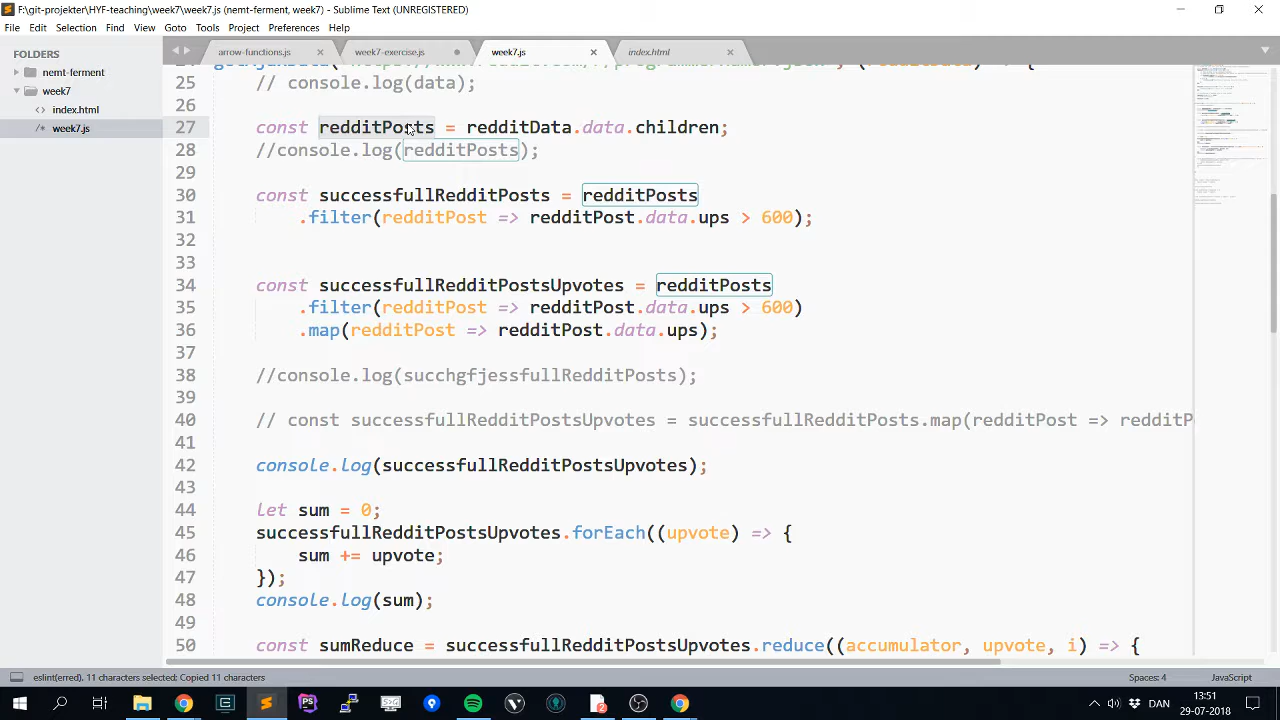 F:\git-projekter\HYF-teaching\week7\week7.js (nemt-ferment, week7) - Sublime Text (UNREGISTERED)
File Edit Selection Find View Goto Tools Project Preferences Help
FOLDERS
nemt-ferment
week7
index.html
week7.js
arrow-functions.js
week7-exercise.js
week7.js
index.html
25 // console.log(data);
26
27 const redditPosts = redditData.data.children;
28 //console.log(redditPosts);
29
30 const successfullRedditPosts = redditPosts
31 .filter(redditPost => redditPost.data.ups > 600);
32
33
34 const successfullRedditPostsUpvotes = redditPosts
35 .filter(redditPost => redditPost.data.ups > 600)
36 .map(redditPost => redditPost.data.ups);
37
38 //console.log(succhgfjessfullRedditPosts);
39
40 // const successfullRedditPostsUpvotes = successfullRedditPosts.map(redditPost => redditP
41
42 console.log(successfullRedditPostsUpvotes);
43
44 let sum = 0;
45 successfullRedditPostsUpvotes.forEach((upvote) => {
46 sum += upvote;
47 });
48 console.log(sum);
49
50 const sumReduce = successfullRedditPostsUpvotes.reduce((accumulator, upvote, i) => {
eslint(erred), 11 characters selected; Copied 11 characters
Spaces: 4
JavaScript
DAN
13:51
29-07-2018